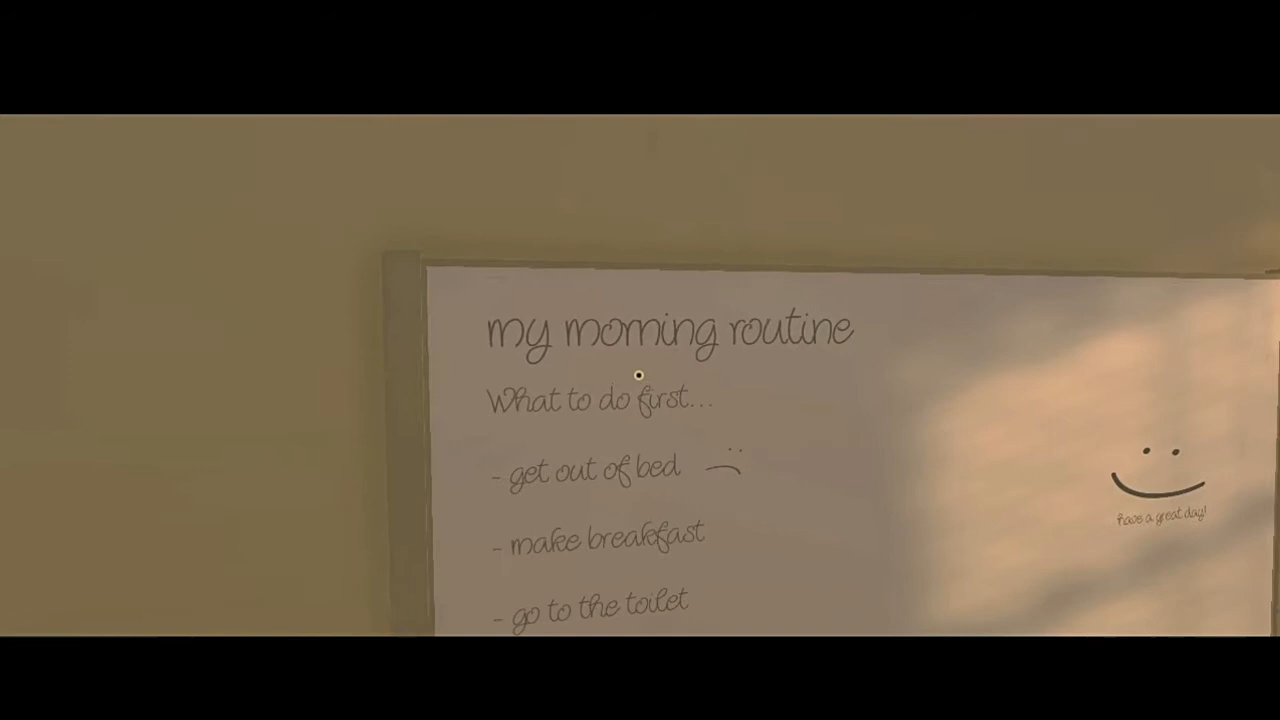 my morning routine
What to do first...
- get out of bed
- make breakfast
- go to the toilet
have a great day!